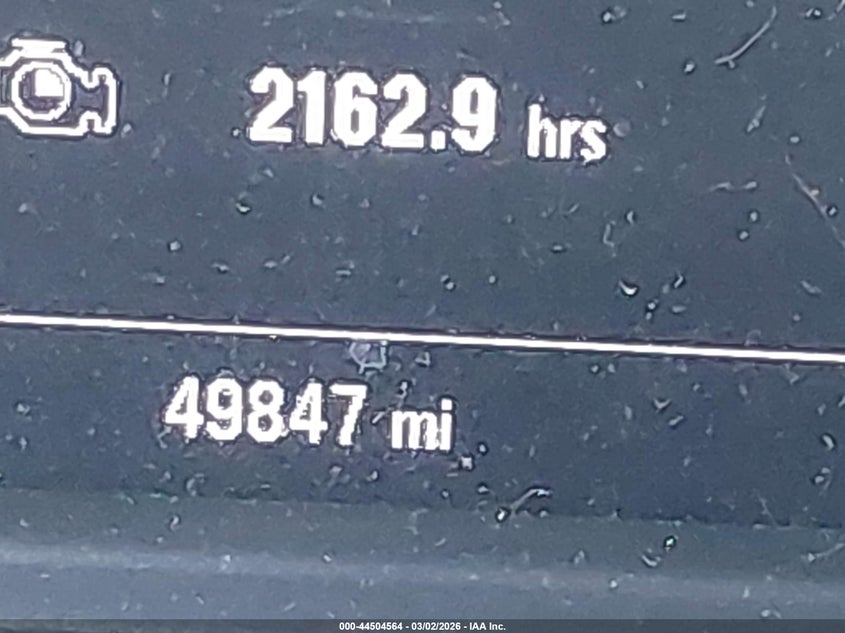 2162.9 hrs
49847 mi
000-44504564 - 03/02/2026 - IAA Inc.